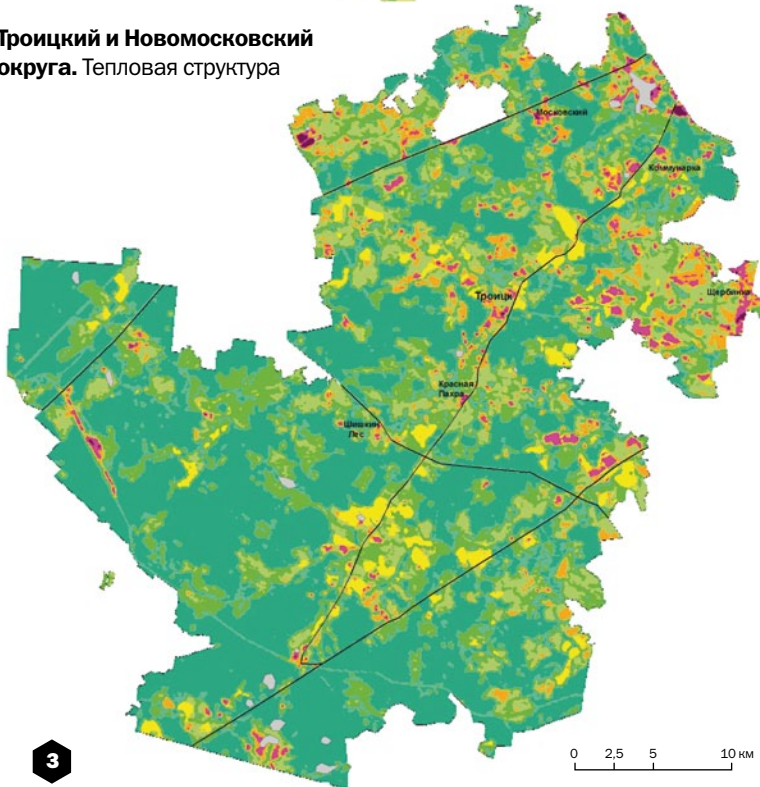 Троицкий и Новомосковский
округа. Тепловая структура
Московский
Коммунарка
Щербинка
Троицк
Красная
Пахра
Шишкин
Лес
3
0 2,5 5 10 км